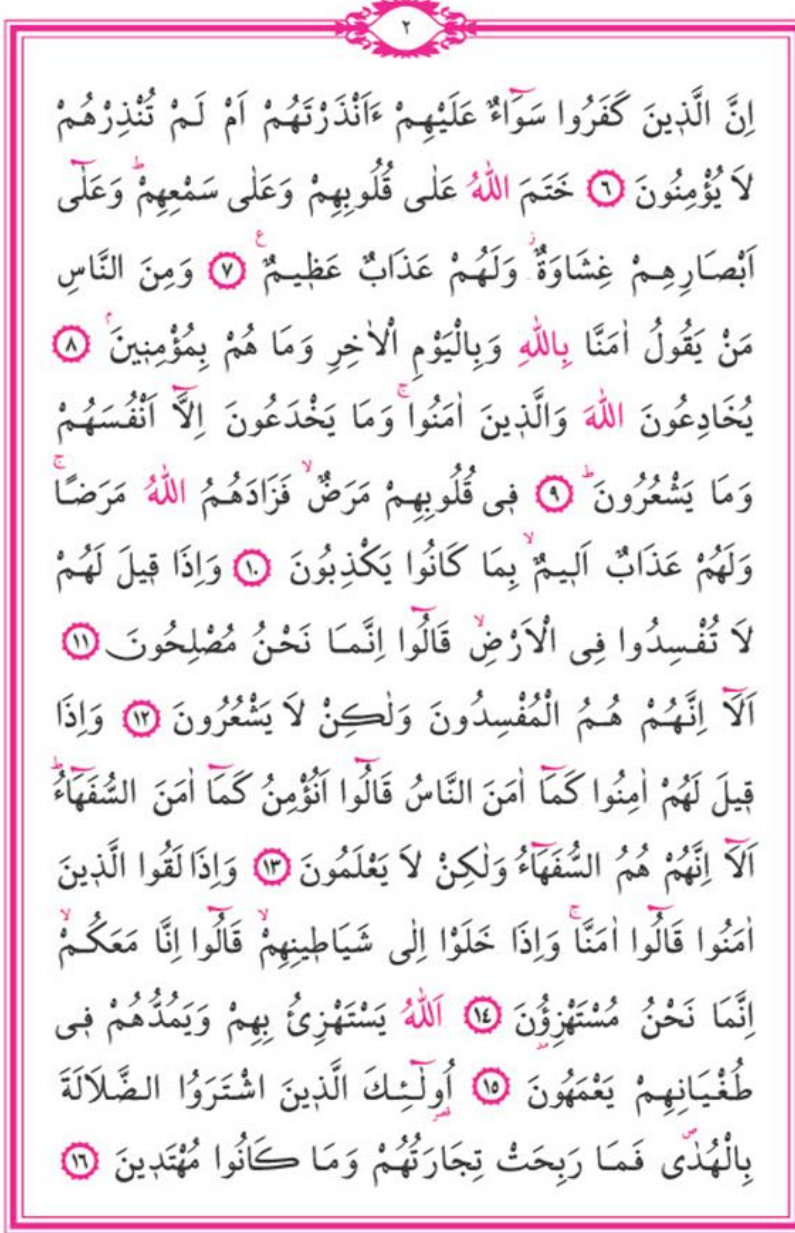 ٢
اِنَّ الَّذ۪ينَ كَفَرُوا سَوَٓاءٌ عَلَيْهِمْ ءَاَنْذَرْتَهُمْ اَمْ لَمْ تُنْذِرْهُمْ
لَا يُؤْمِنُونَ ﴿٦﴾ خَتَمَ اللّٰهُ عَلٰى قُلُوبِهِمْ وَعَلٰى سَمْعِهِمْۜ وَعَلٰٓى
اَبْصَارِهِمْ غِشَاوَةٌۘ وَلَهُمْ عَذَابٌ عَظ۪يمٌ ﴿٧﴾ وَمِنَ النَّاسِ
مَنْ يَقُولُ اٰمَنَّا بِاللّٰهِ وَبِالْيَوْمِ الْاٰخِرِ وَمَا هُمْ بِمُؤْمِن۪ينَۢ ﴿٨﴾
يُخَادِعُونَ اللّٰهَ وَالَّذ۪ينَ اٰمَنُواۚ وَمَا يَخْدَعُونَ اِلَّٓا اَنْفُسَهُمْ
وَمَا يَشْعُرُونَۜ ﴿٩﴾ ف۪ي قُلُوبِهِمْ مَرَضٌۙ فَزَادَهُمُ اللّٰهُ مَرَضًاۚ
وَلَهُمْ عَذَابٌ اَل۪يمٌۙ بِمَا كَانُوا يَكْذِبُونَ ﴿١٠﴾ وَاِذَا ق۪يلَ لَهُمْ
لَا تُفْسِدُوا فِي الْاَرْضِۙ قَالُٓوا اِنَّمَا نَحْنُ مُصْلِحُونَ ﴿١١﴾
اَلَٓا اِنَّهُمْ هُمُ الْمُفْسِدُونَ وَلٰكِنْ لَا يَشْعُرُونَ ﴿١٢﴾ وَاِذَا
ق۪يلَ لَهُمْ اٰمِنُوا كَمَٓا اٰمَنَ النَّاسُ قَالُٓوا اَنُؤْمِنُ كَمَٓا اٰمَنَ السُّفَهَٓاءُۜ
اَلَٓا اِنَّهُمْ هُمُ السُّفَهَٓاءُ وَلٰكِنْ لَا يَعْلَمُونَ ﴿١٣﴾ وَاِذَا لَقُوا الَّذ۪ينَ
اٰمَنُوا قَالُٓوا اٰمَنَّاۚ وَاِذَا خَلَوْا اِلٰى شَيَاط۪ينِهِمْۙ قَالُٓوا اِنَّا مَعَكُمْۙ
اِنَّمَا نَحْنُ مُسْتَهْزِؤُ۫نَ ﴿١٤﴾ اَللّٰهُ يَسْتَهْزِئُ بِهِمْ وَيَمُدُّهُمْ ف۪ي
طُغْيَانِهِمْ يَعْمَهُونَ ﴿١٥﴾ اُو۬لٰٓئِكَ الَّذ۪ينَ اشْتَرَوُا الضَّلَالَةَ
بِالْهُدٰىۖ فَمَا رَبِحَتْ تِجَارَتُهُمْ وَمَا كَانُوا مُهْتَد۪ينَ ﴿١٦﴾